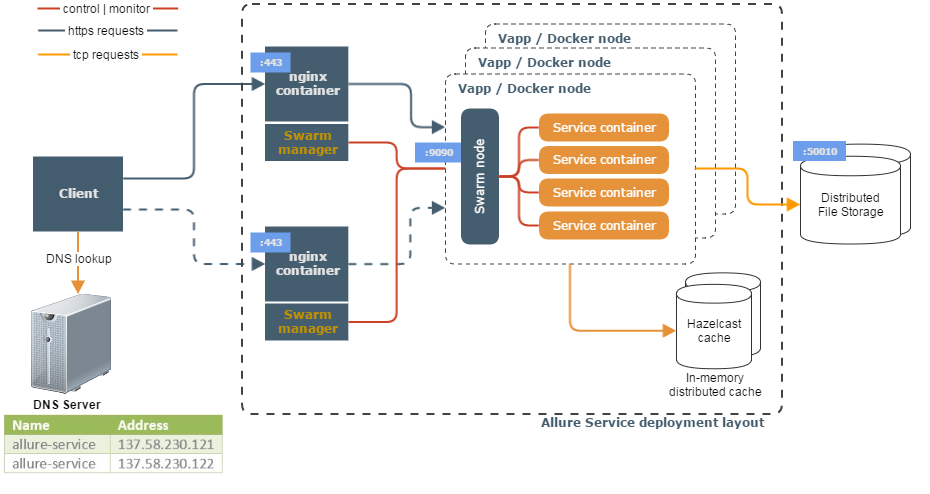 control | monitor
https requests
tcp requests
Vapp / Docker node
Vapp / Docker node
Vapp / Docker node
:443
nginx
container
Swarm
manager
:9090
Swarm node
Service container
Service container
Service container
Service container
:50010
Distributed
File Storage
Client
DNS lookup
:443
nginx
container
Swarm
manager
Hazelcast
cache
In-memory
distributed cache
DNS Server
Name Address
allure-service 137.58.230.121
allure-service 137.58.230.122
Allure Service deployment layout